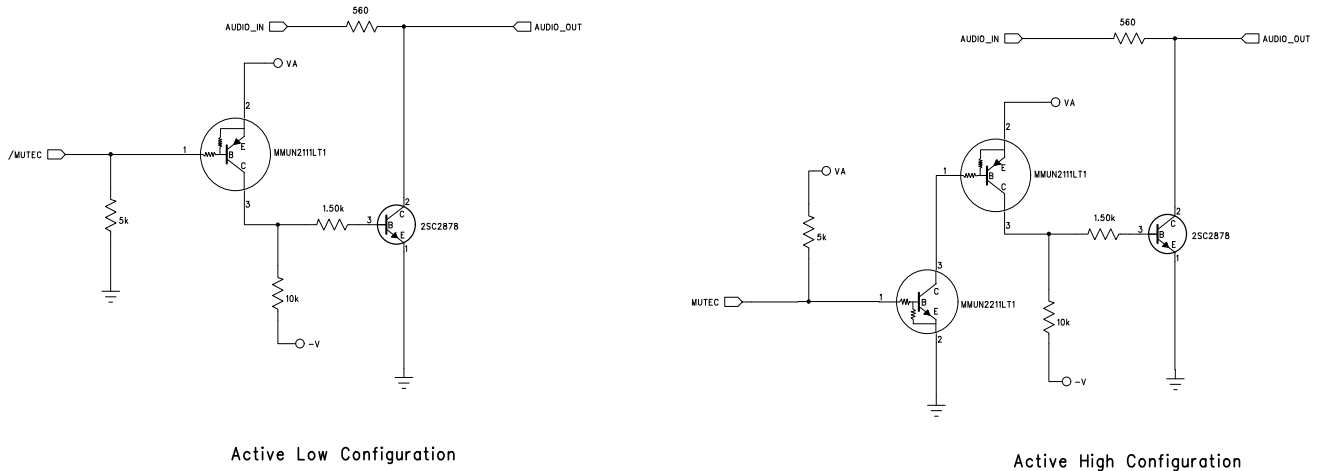 560
AUDIO_IN
AUDIO_OUT
VA
2
E
/MUTEC
1
B
MMUN2111LT1
C
3
1.50k
3
2
C
B
E
2SC2878
1
5k
10k
-V
Active Low Configuration
560
AUDIO_IN
AUDIO_OUT
VA
2
E
1
B
MMUN2111LT1
C
VA
3
1.50k
3
2
C
B
E
2SC2878
1
5k
3
C
MUTEC
1
B
MMUN2211LT1
E
2
10k
-V
Active High Configuration